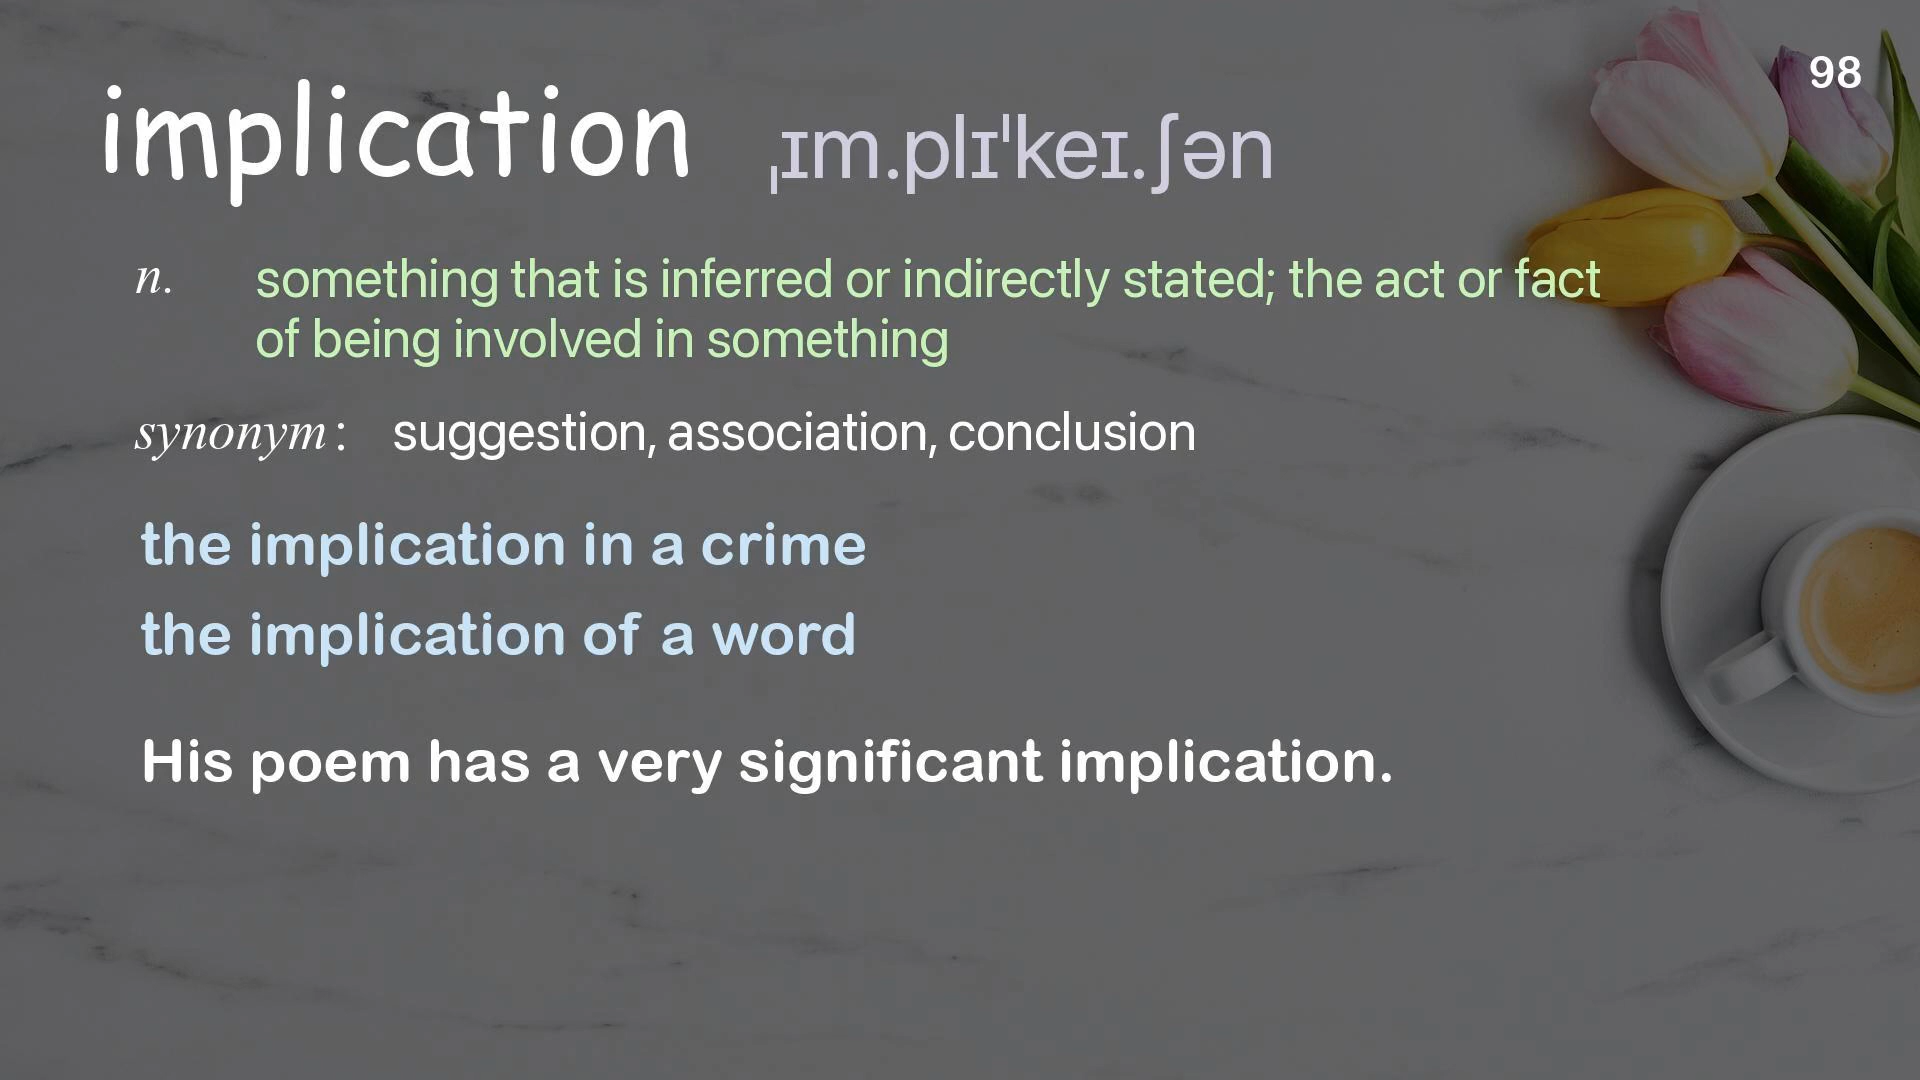 98
implication ˌɪm.plɪˈkeɪ.ʃən
n. something that is inferred or indirectly stated; the act or fact
of being involved in something
synonym: suggestion, association, conclusion
the implication in a crime
the implication of a word
His poem has a very significant implication.